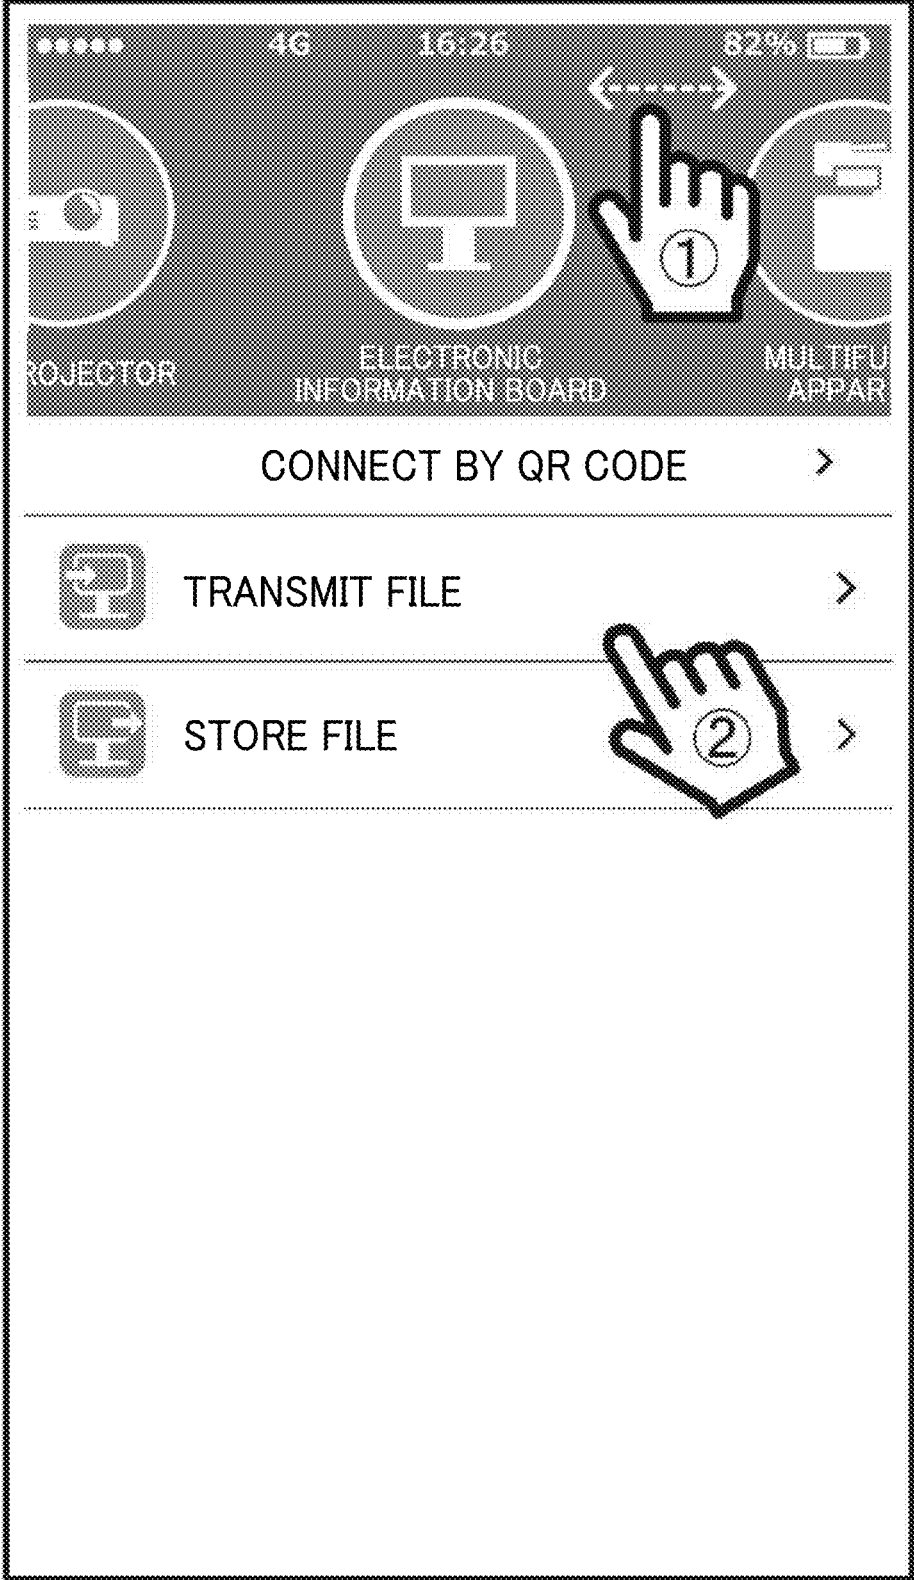 4G 16:26 82%
ROJECTOR
ELECTRONIC
INFORMATION BOARD
MULTIFU
APPAR
①
CONNECT BY QR CODE >
TRANSMIT FILE >
②
STORE FILE >